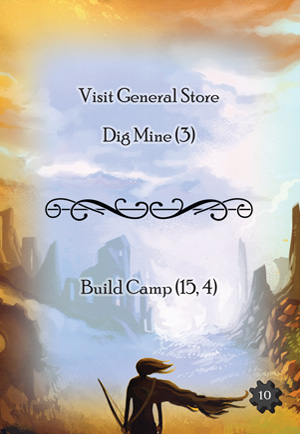 Visit General Store
Dig Mine (3)
Build Camp (15, 4)
10